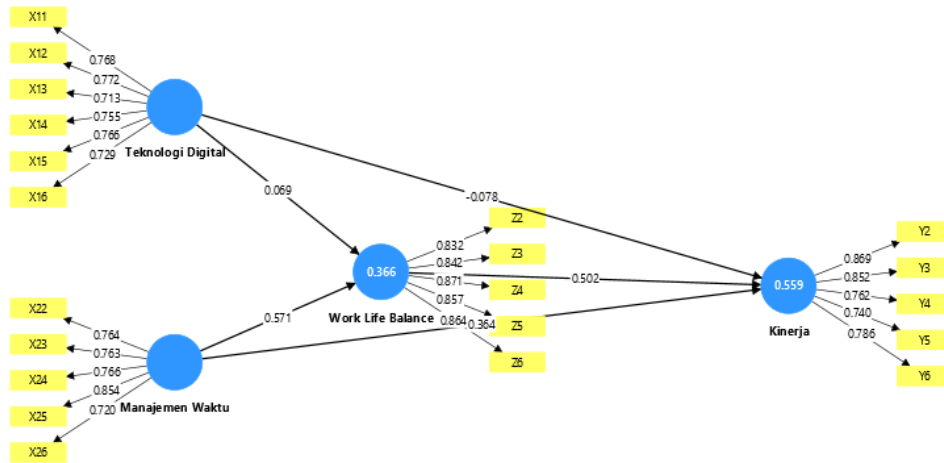 X11
X12
X13
X14
X15
X16
0.768
0.772
0.713
0.755
0.766
0.729
Teknologi Digital
0.069
-0.078
X22
X23
X24
X25
X26
0.764
0.763
0.766
0.854
0.720
Manajemen Waktu
0.571
0.364
0.366
Work Life Balance
0.832
0.842
0.871
0.857
0.864
Z2
Z3
Z4
Z5
Z6
0.502
0.559
Kinerja
0.869
0.852
0.762
0.740
0.786
Y2
Y3
Y4
Y5
Y6